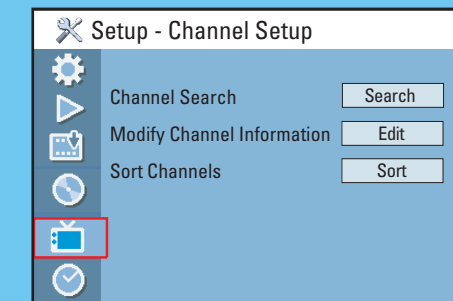 Setup - Channel Setup
Channel Search Search
Modify Channel Information Edit
Sort Channels Sort